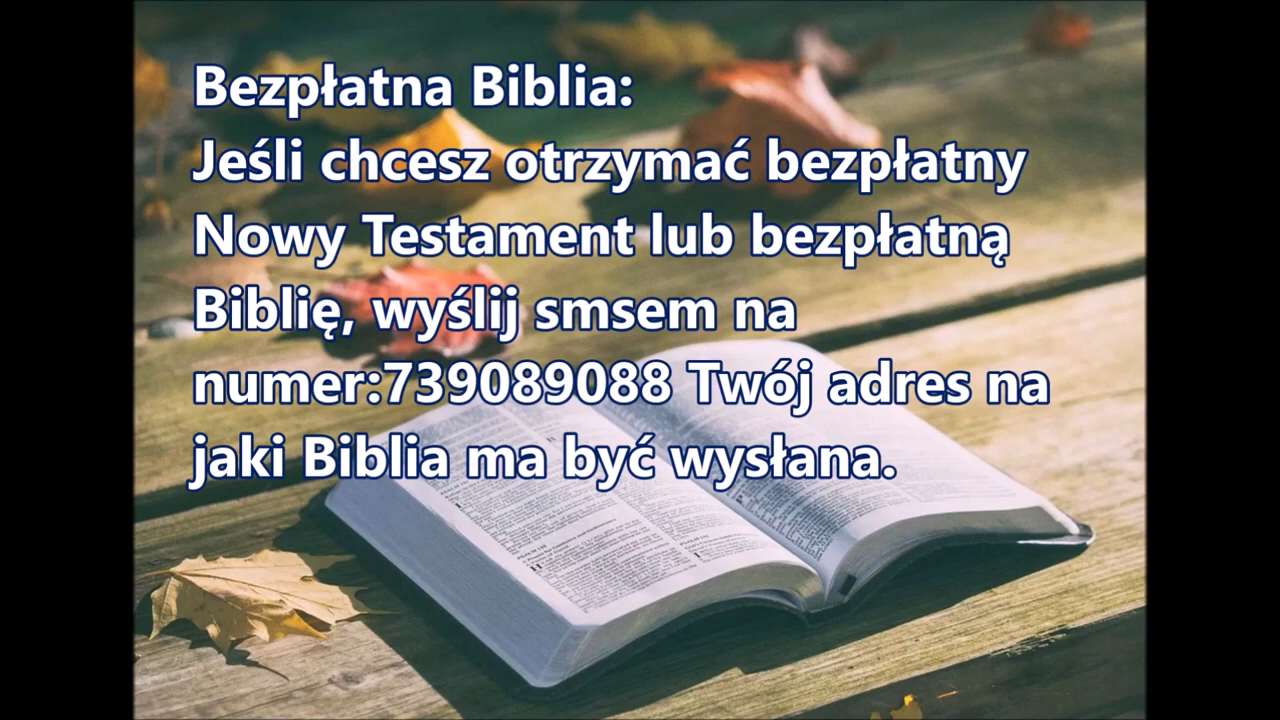 Bezpłatna Biblia:
Jeśli chcesz otrzymać bezpłatny
Nowy Testament lub bezpłatną
Biblię, wyślij smsem na
numer:739089088 Twój adres na
jaki Biblia ma być wysłana.